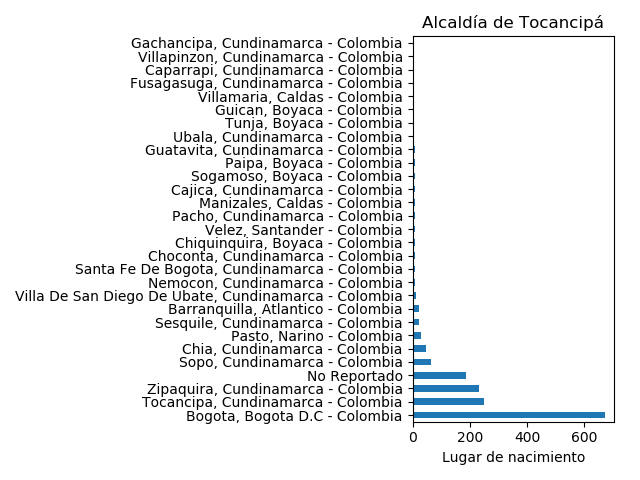 Alcaldía de Tocancipá
Gachancipa, Cundinamarca - Colombia
Villapinzon, Cundinamarca - Colombia
Caparrapi, Cundinamarca - Colombia
Fusagasuga, Cundinamarca - Colombia
Villamaria, Caldas - Colombia
Guican, Boyaca - Colombia
Tunja, Boyaca - Colombia
Ubala, Cundinamarca - Colombia
Guatavita, Cundinamarca - Colombia
Paipa, Boyaca - Colombia
Sogamoso, Boyaca - Colombia
Cajica, Cundinamarca - Colombia
Manizales, Caldas - Colombia
Pacho, Cundinamarca - Colombia
Velez, Santander - Colombia
Chiquinquira, Boyaca - Colombia
Choconta, Cundinamarca - Colombia
Santa Fe De Bogota, Cundinamarca - Colombia
Nemocon, Cundinamarca - Colombia
Villa De San Diego De Ubate, Cundinamarca - Colombia
Barranquilla, Atlantico - Colombia
Sesquile, Cundinamarca - Colombia
Pasto, Narino - Colombia
Chia, Cundinamarca - Colombia
Sopo, Cundinamarca - Colombia
No Reportado
Zipaquira, Cundinamarca - Colombia
Tocancipa, Cundinamarca - Colombia
Bogota, Bogota D.C - Colombia
0 200 400 600
Lugar de nacimiento